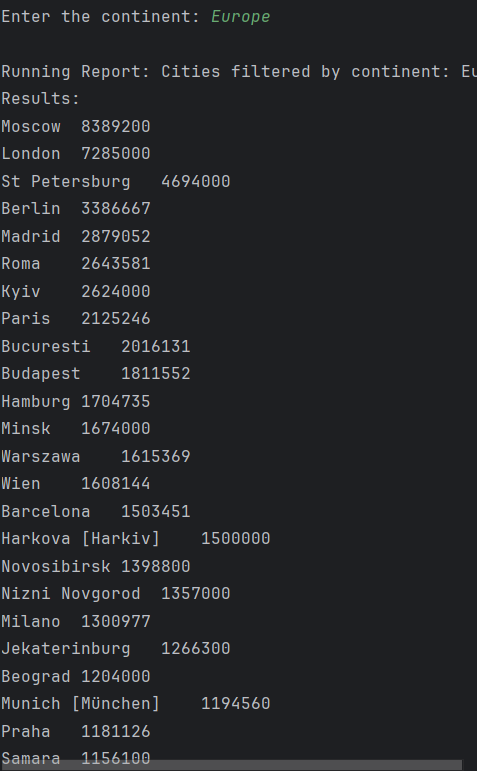 Enter the continent: Europe
Running Report: Cities filtered by continent: Eu
Results:
Moscow 8389200
London 7285000
St Petersburg 4694000
Berlin 3386667
Madrid 2879052
Roma 2643581
Kyiv 2624000
Paris 2125246
Bucuresti 2016131
Budapest 1811552
Hamburg 1704735
Minsk 1674000
Warszawa 1615369
Wien 1608144
Barcelona 1503451
Harkova [Harkiv] 1500000
Novosibirsk 1398800
Nizni Novgorod 1357000
Milano 1300977
Jekaterinburg 1266300
Beograd 1204000
Munich [München] 1194560
Praha 1181126
Samara 1156100